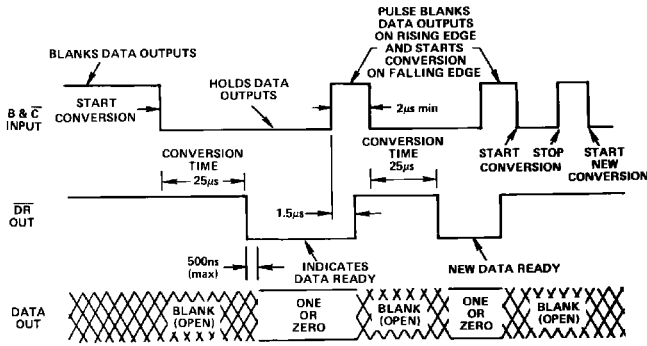 PULSE BLANKS
DATA OUTPUTS
ON RISING EDGE
AND STARTS
CONVERSION
ON FALLING EDGE
BLANKS DATA OUTPUTS
HOLDS DATA
OUTPUTS
START
CONVERSION
B & C̅
INPUT
2μs min
START
CONVERSION
STOP
START
NEW
CONVERSION
CONVERSION
TIME
25μs
CONVERSION
TIME
25μs
D̅R̅
OUT
1.5μs
500ns
(max)
INDICATES
DATA READY
NEW DATA READY
DATA
OUT
BLANK
(OPEN)
ONE
OR
ZERO
BLANK
(OPEN)
ONE
OR
ZERO
BLANK
(OPEN)